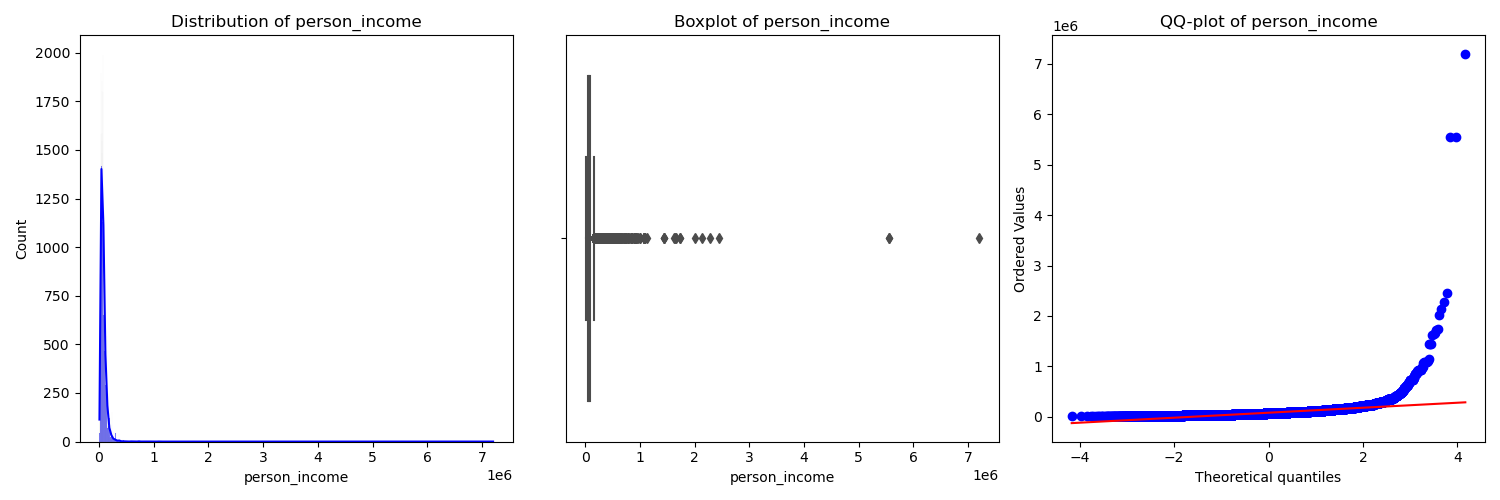 Distribution of person_income
2000
1750
1500
1250
1000
750
500
250
0
Count
0 1 2 3 4 5 6 7
1e6
person_income
Boxplot of person_income
0 1 2 3 4 5 6 7
1e6
person_income
QQ-plot of person_income
1e6
7
6
5
4
3
2
1
0
Ordered Values
−4 −2 0 2 4
Theoretical quantiles